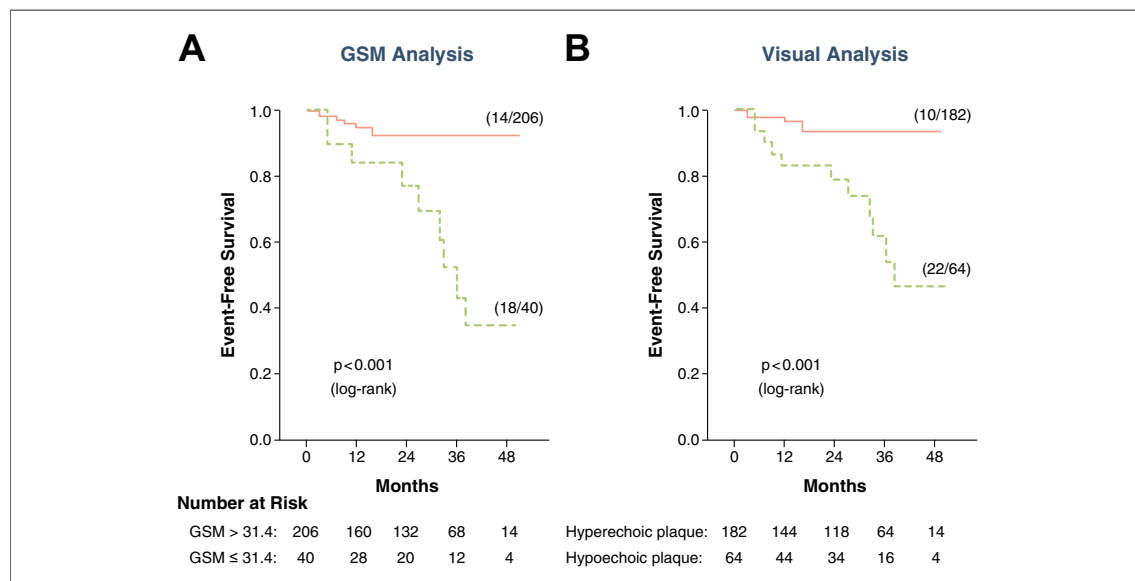 A
GSM Analysis
Event-Free Survival
1.0
0.8
0.6
0.4
0.2
0.0
(14/206)
(18/40)
p<0.001
(log-rank)
0 12 24 36 48
Months
B
Visual Analysis
Event-Free Survival
1.0
0.8
0.6
0.4
0.2
0.0
(10/182)
(22/64)
p<0.001
(log-rank)
0 12 24 36 48
Months
Number at Risk
GSM > 31.4: 206 160 132 68 14
GSM ≤ 31.4: 40 28 20 12 4
Hyperechoic plaque: 182 144 118 64 14
Hypoechoic plaque: 64 44 34 16 4